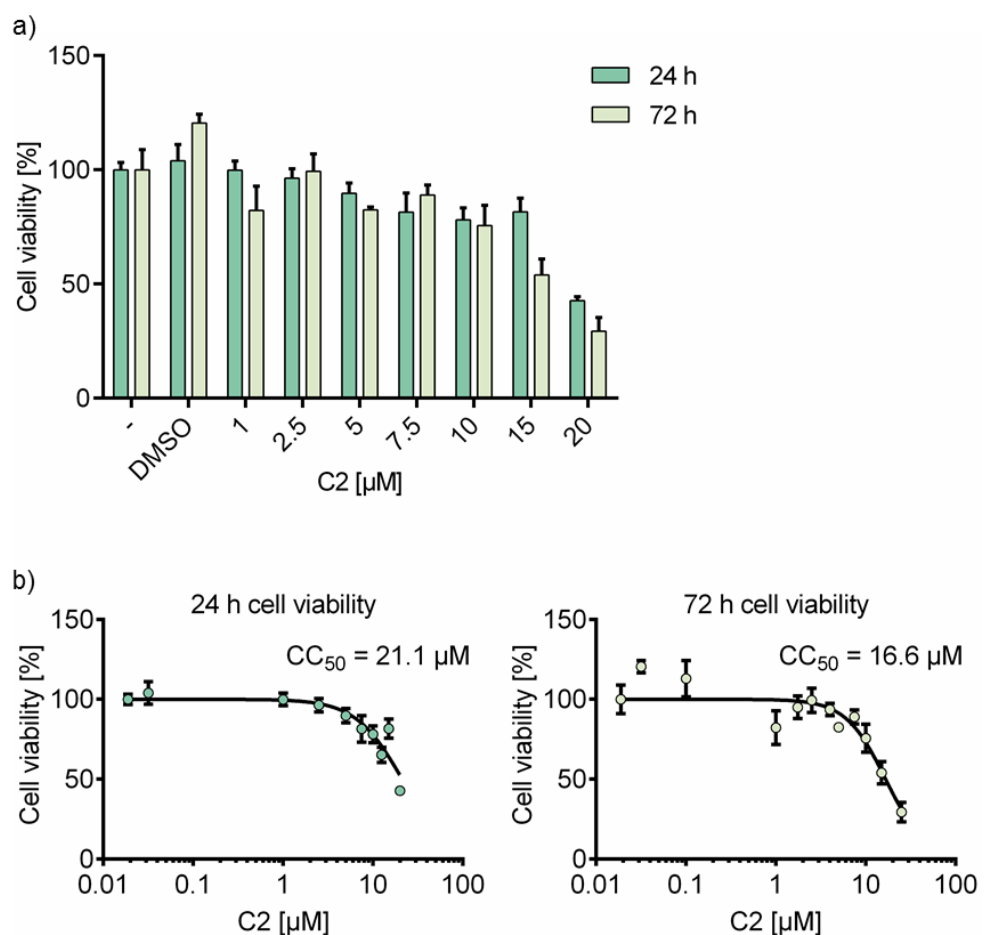 a)
150
100
50
0
Cell viability [%]
24 h
72 h
- DMSO 1 2.5 5 7.5 10 15 20
C2 [µM]
b)
24 h cell viability
CC50 = 21.1 µM
150
100
50
0
Cell viability [%]
0.01 0.1 1 10 100
C2 [µM]
72 h cell viability
CC50 = 16.6 µM
150
100
50
0
Cell viability [%]
0.01 0.1 1 10 100
C2 [µM]